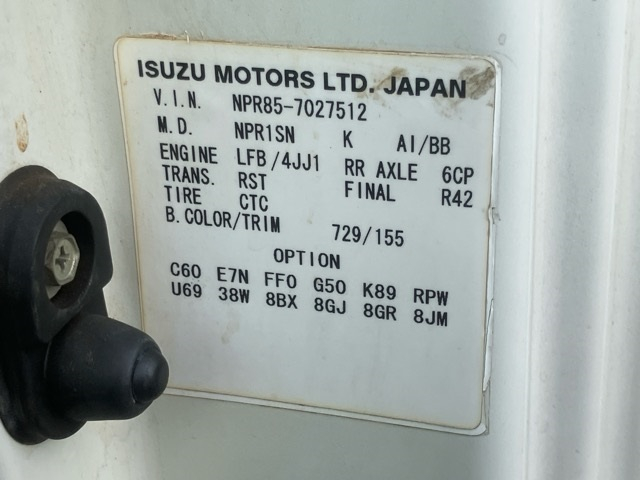 ISUZU MOTORS LTD. JAPAN
V.I.N. NPR85-7027512
M.D. NPR1SN K AI/BB
ENGINE LFB/4JJ1 RR AXLE 6CP
TRANS. RST FINAL R42
TIRE CTC
B.COLOR/TRIM 729/155
OPTION
C60 E7N FF0 G50 K89 RPW
U69 38W 8BX 8GJ 8GR 8JM